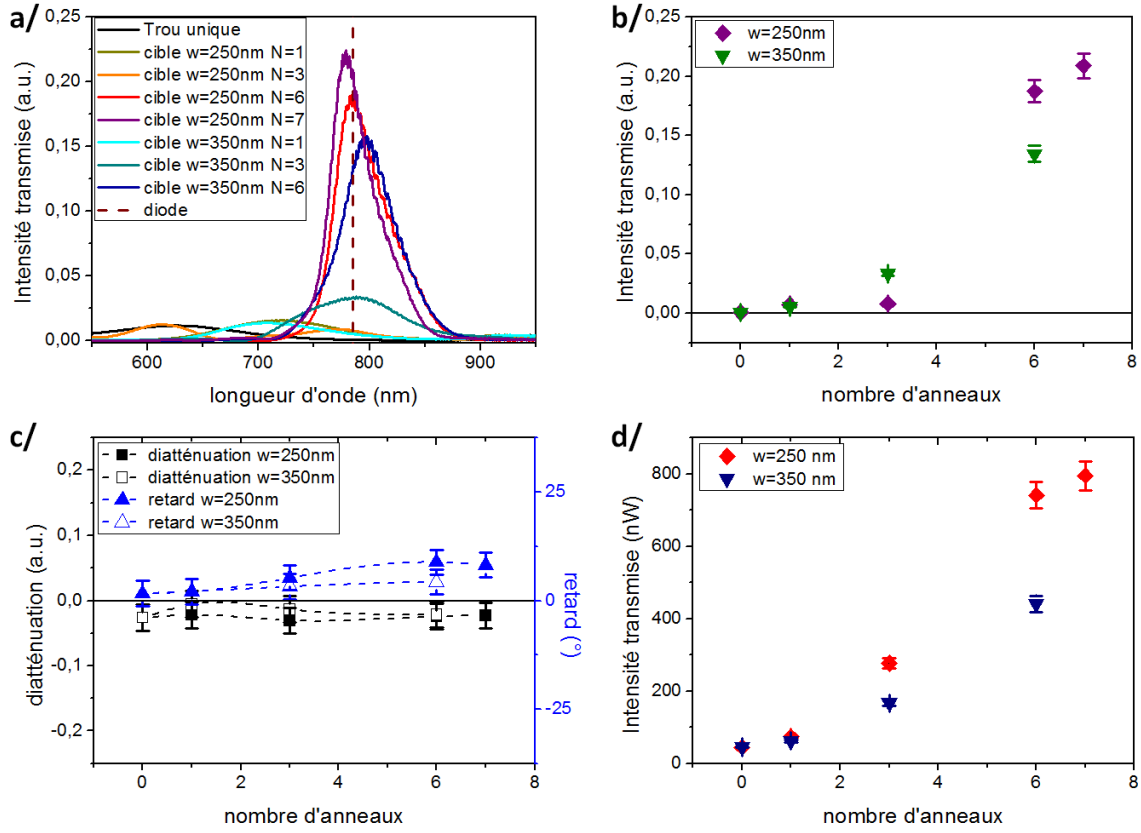 a/
0,25
0,20
0,15
0,10
0,05
0,00
Intensité transmise (a.u.)
Trou unique
cible w=250nm N=1
cible w=250nm N=3
cible w=250nm N=6
cible w=250nm N=7
cible w=350nm N=1
cible w=350nm N=3
cible w=350nm N=6
diode
600 700 800 900
longueur d'onde (nm)
b/
0,25
0,20
0,15
0,10
0,05
0,00
Intensité transmise (a.u.)
w=250nm
w=350nm
0 2 4 6 8
nombre d'anneaux
c/
0,2
0,1
0,0
-0,1
-0,2
diatténuation (a.u.)
diatténuation w=250nm
diatténuation w=350nm
retard w=250nm
retard w=350nm
25
0
-25
retard (°)
0 2 4 6 8
nombre d'anneaux
d/
800
600
400
200
0
Intensité transmise (nW)
w=250 nm
w=350 nm
0 2 4 6 8
nombre d'anneaux